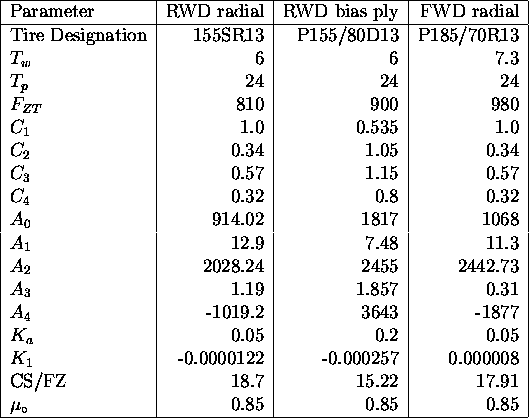 Parameter RWD radial RWD bias ply FWD radial
Tire Designation 155SR13 P155/80D13 P185/70R13
T_w 6 6 7.3
T_p 24 24 24
F_ZT 810 900 980
C_1 1.0 0.535 1.0
C_2 0.34 1.05 0.34
C_3 0.57 1.15 0.57
C_4 0.32 0.8 0.32
A_0 914.02 1817 1068
A_1 12.9 7.48 11.3
A_2 2028.24 2455 2442.73
A_3 1.19 1.857 0.31
A_4 -1019.2 3643 -1877
K_a 0.05 0.2 0.05
K_1 -0.0000122 -0.000257 0.000008
CS/FZ 18.7 15.22 17.91
μ_o 0.85 0.85 0.85